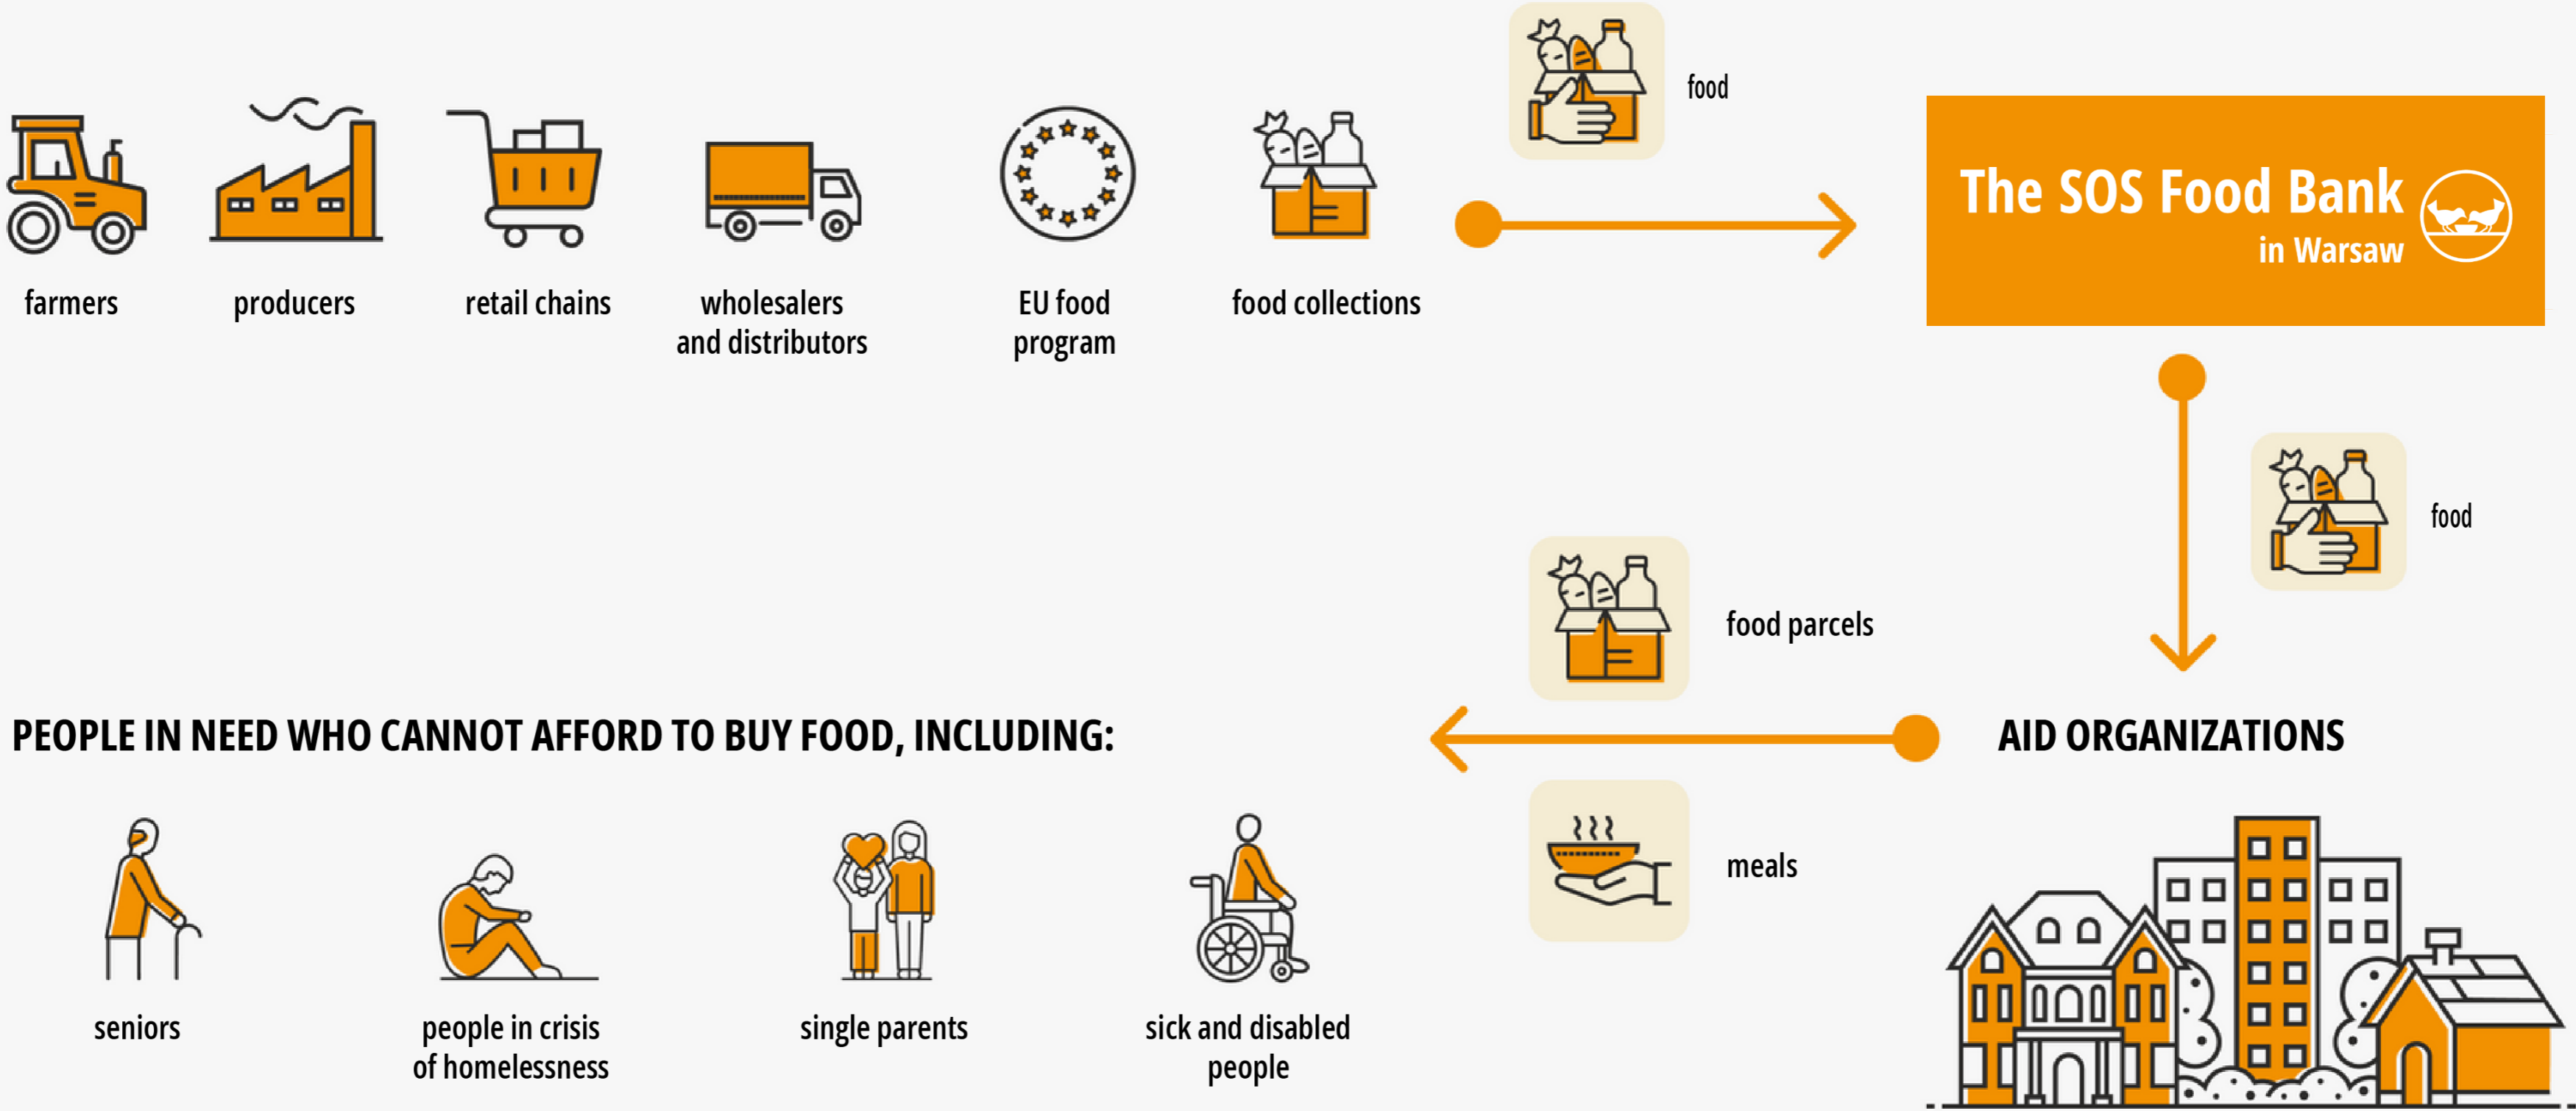 food
The SOS Food Bank
in Warsaw
farmers
producers
retail chains
wholesalers
and distributors
EU food
program
food collections
food
food parcels
PEOPLE IN NEED WHO CANNOT AFFORD TO BUY FOOD, INCLUDING:
AID ORGANIZATIONS
meals
seniors
people in crisis
of homelessness
single parents
sick and disabled
people